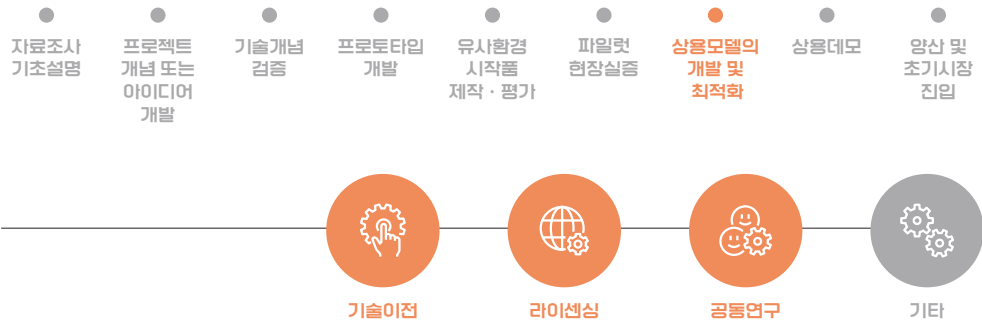 자료조사
기초설명
프로젝트
개념 또는
아이디어
개발
기술개념
검증
프로토타입
개발
유사환경
시작품
제작 · 평가
파일럿
현장실증
상용모델의
개발 및
최적화
상용데모
양산 및
초기시장
진입
기술이전
라이센싱
공동연구
기타